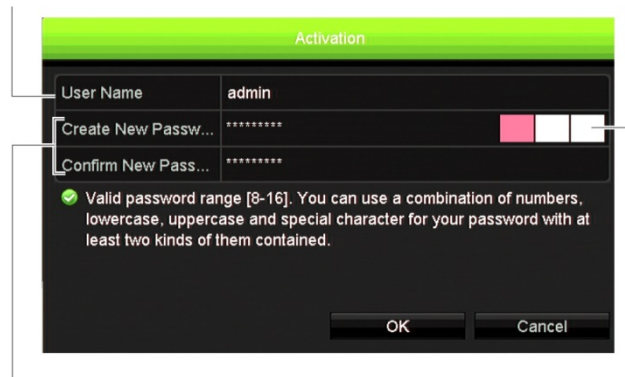 Activation
User Name admin
Create New Passw... *********
Confirm New Pass... *********
Valid password range [8-16]. You can use a combination of numbers,
lowercase, uppercase and special character for your password with at
least two kinds of them contained.
OK Cancel